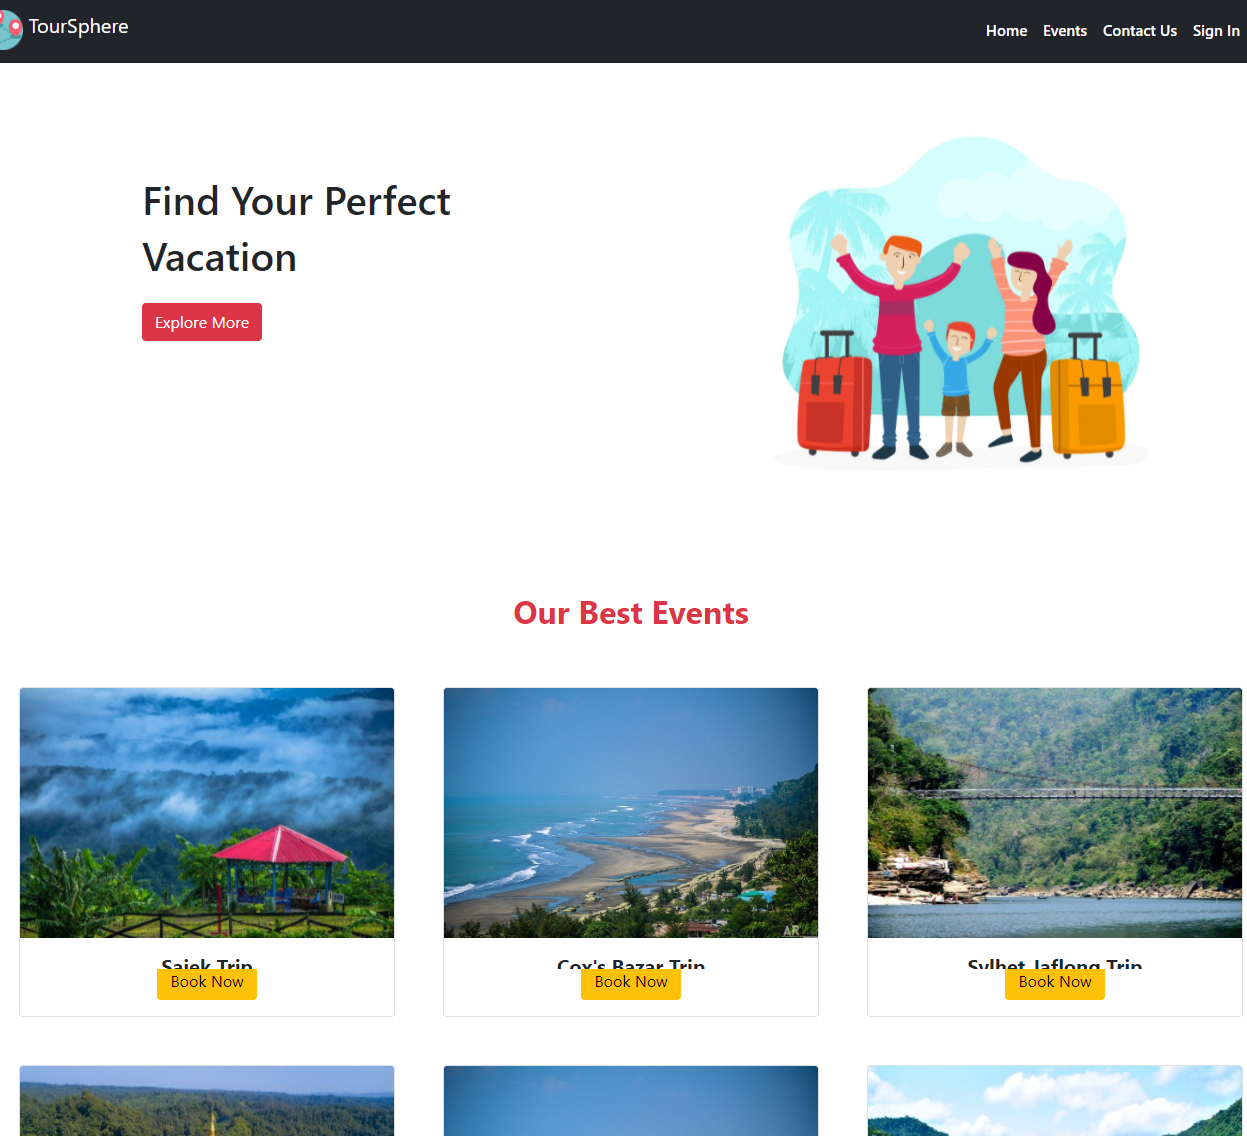 TourSphere
Home Events Contact Us Sign In
Find Your Perfect
Vacation
Explore More
Our Best Events
Sajek Trip Cox's Bazar Trip Sylhet Jaflong Trip
Book Now Book Now Book Now
AR